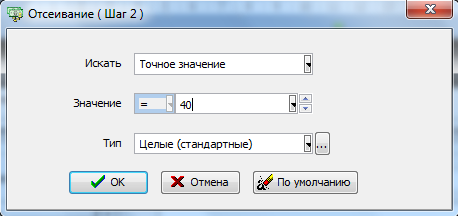 Отсеивание ( Шаг 2 )
Искать Точное значение
Значение = 40
Тип Целые (стандартные) ...
OK Отмена По умолчанию